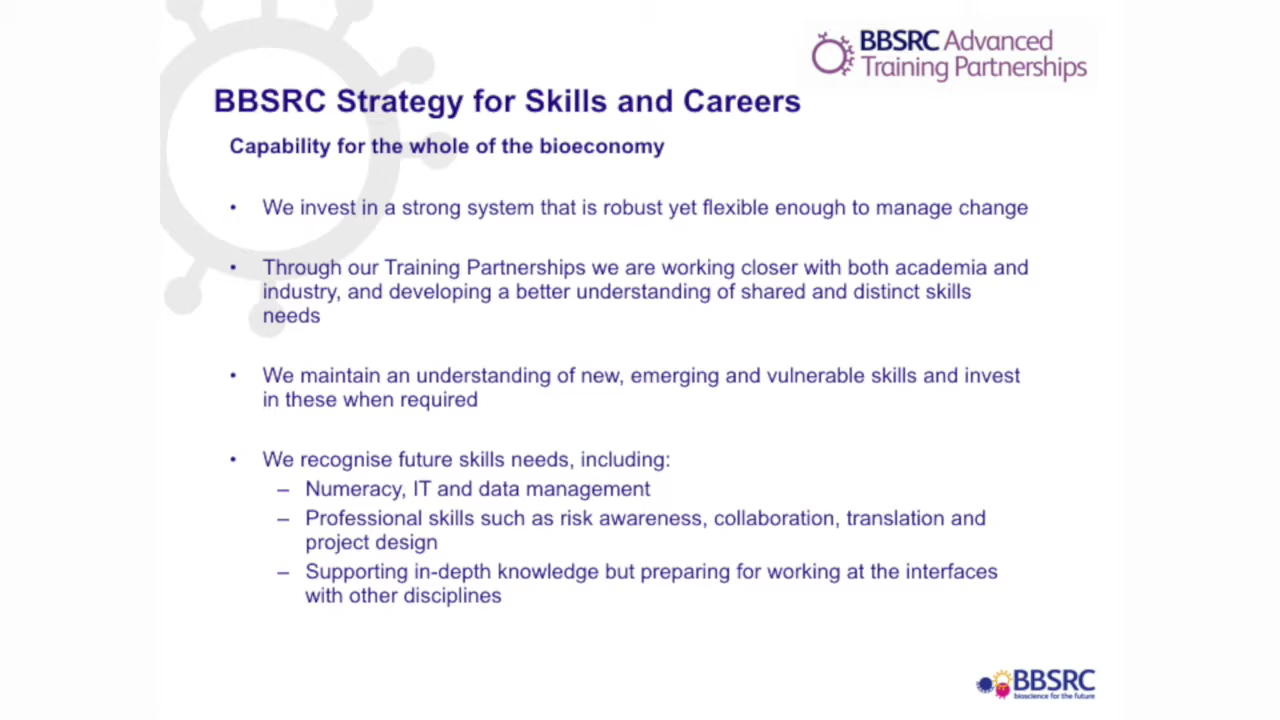 BBSRC Advanced
Training Partnerships
BBSRC Strategy for Skills and Careers
Capability for the whole of the bioeconomy
• We invest in a strong system that is robust yet flexible enough to manage change
• Through our Training Partnerships we are working closer with both academia and
industry, and developing a better understanding of shared and distinct skills
needs
• We maintain an understanding of new, emerging and vulnerable skills and invest
in these when required
• We recognise future skills needs, including:
– Numeracy, IT and data management
– Professional skills such as risk awareness, collaboration, translation and
project design
– Supporting in-depth knowledge but preparing for working at the interfaces
with other disciplines
BBSRC
bioscience for the future